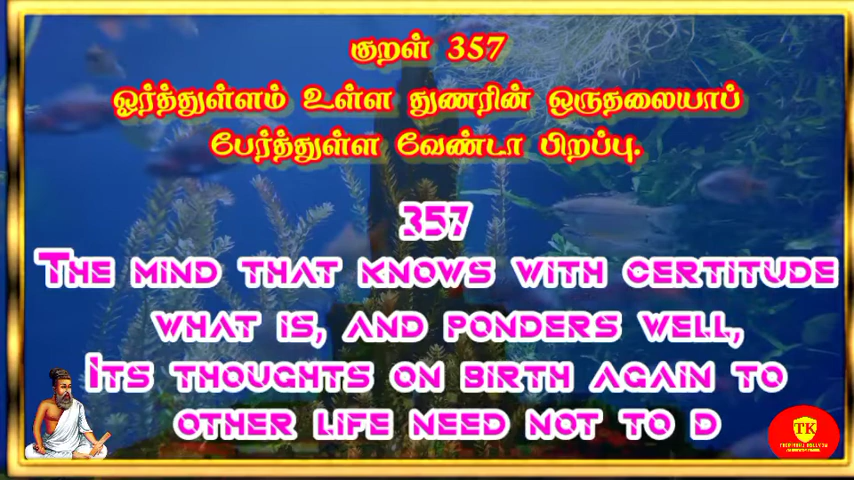 குறள் 357
ஓர்த்துள்ளம் உள்ள துணரின் ஒருதலையாப்
பேர்த்துள்ள வேண்டா பிறப்பு.
357
The mind that knows with certitude
what is, and ponders well,
Its thoughts on birth again to
other life need not to d
TK